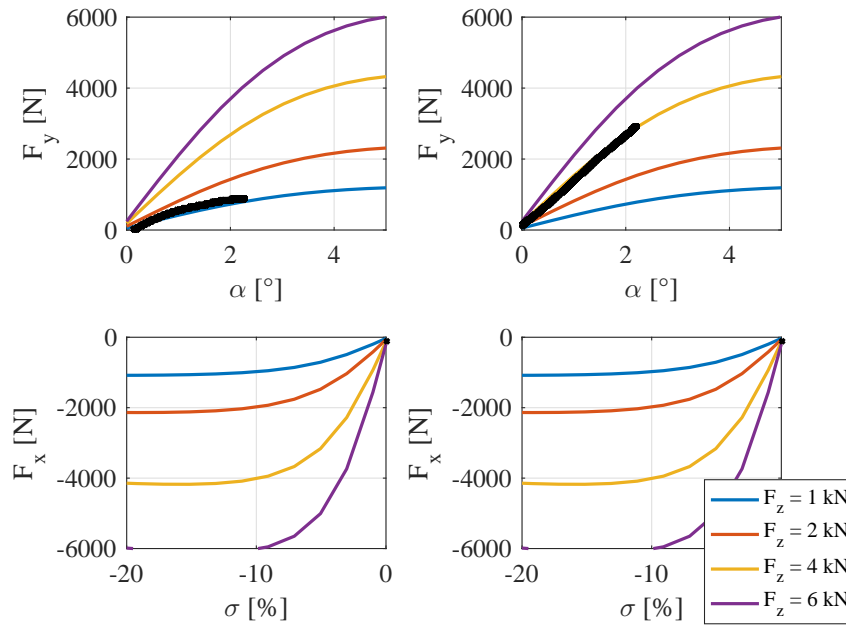 6000
4000
2000
0
F_y [N]
0
2
4
α [°]
6000
4000
2000
0
F_y [N]
0
2
4
α [°]
0
-2000
-4000
-6000
F_x [N]
-20
-10
0
σ [%]
0
-2000
-4000
-6000
F_x [N]
-20
-10
σ [%]
F_z = 1 kN
F_z = 2 kN
F_z = 4 kN
F_z = 6 kN